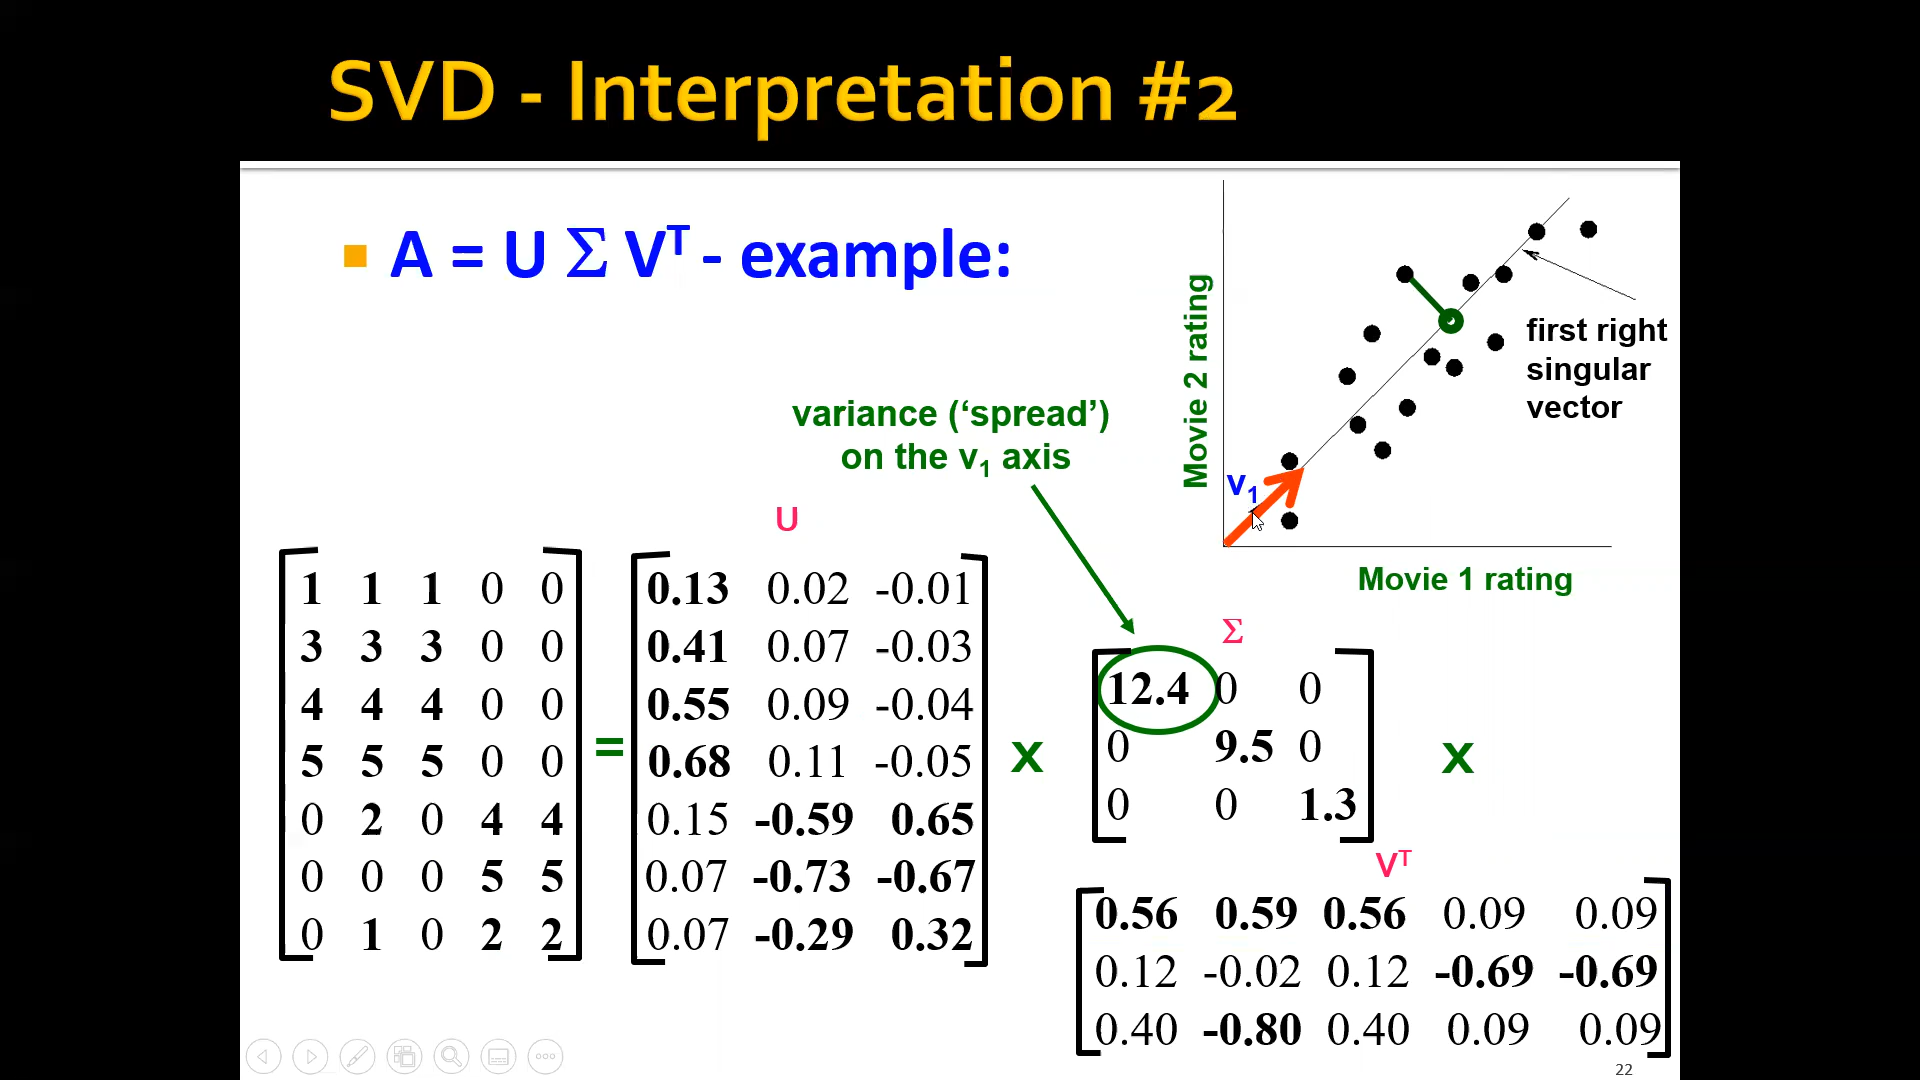 SVD - Interpretation #2
A = U Σ Vᵀ - example:
Movie 2 rating
first right
singular
vector
v₁
Movie 1 rating
variance (‘spread’)
on the v₁ axis
U
1 1 1 0 0
3 3 3 0 0
4 4 4 0 0
5 5 5 0 0
0 2 0 4 4
0 0 0 5 5
0 1 0 2 2
=
0.13 0.02 -0.01
0.41 0.07 -0.03
0.55 0.09 -0.04
0.68 0.11 -0.05
0.15 -0.59 0.65
0.07 -0.73 -0.67
0.07 -0.29 0.32
x
Σ
12.4 0 0
0 9.5 0
0 0 1.3
x
Vᵀ
0.56 0.59 0.56 0.09 0.09
0.12 -0.02 0.12 -0.69 -0.69
0.40 -0.80 0.40 0.09 0.09
22